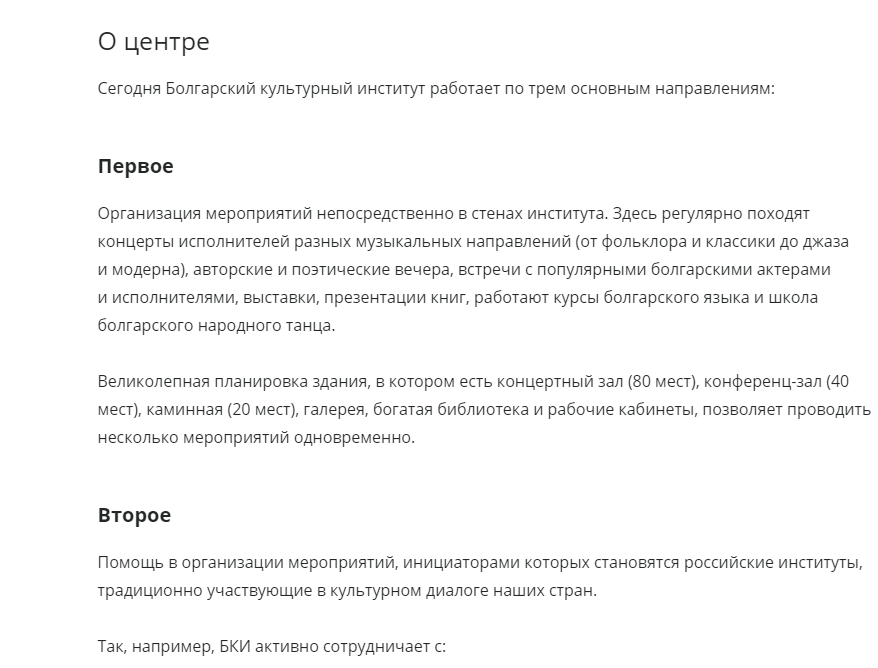 О центре
Сегодня Болгарский культурный институт работает по трем основным направлениям:
Первое
Организация мероприятий непосредственно в стенах института. Здесь регулярно походят
концерты исполнителей разных музыкальных направлений (от фольклора и классики до джаза
и модерна), авторские и поэтические вечера, встречи с популярными болгарскими актерами
и исполнителями, выставки, презентации книг, работают курсы болгарского языка и школа
болгарского народного танца.
Великолепная планировка здания, в котором есть концертный зал (80 мест), конференц-зал (40
мест), каминная (20 мест), галерея, богатая библиотека и рабочие кабинеты, позволяет проводить
несколько мероприятий одновременно.
Второе
Помощь в организации мероприятий, инициаторами которых становятся российские институты,
традиционно участвующие в культурном диалоге наших стран.
Так, например, БКИ активно сотрудничает с: